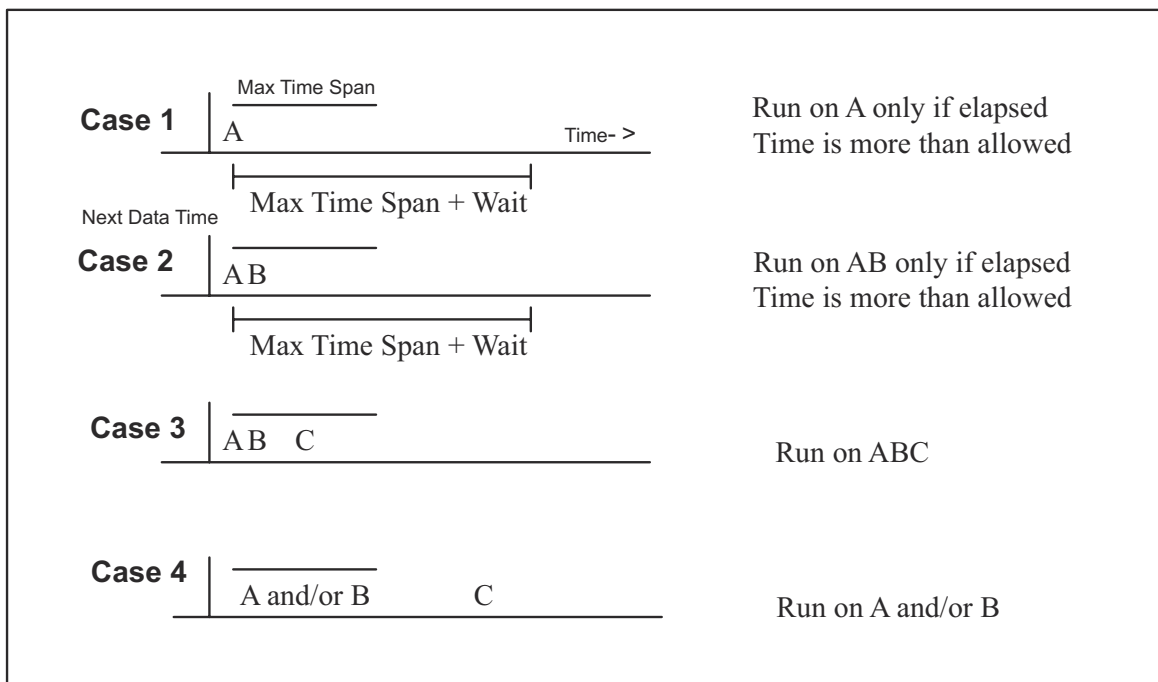 Max Time Span
Case 1
A
Time- >
Run on A only if elapsed
Time is more than allowed
Max Time Span + Wait
Next Data Time
Case 2
A B
Run on AB only if elapsed
Time is more than allowed
Max Time Span + Wait
Case 3
A B C
Run on ABC
Case 4
A and/or B C
Run on A and/or B